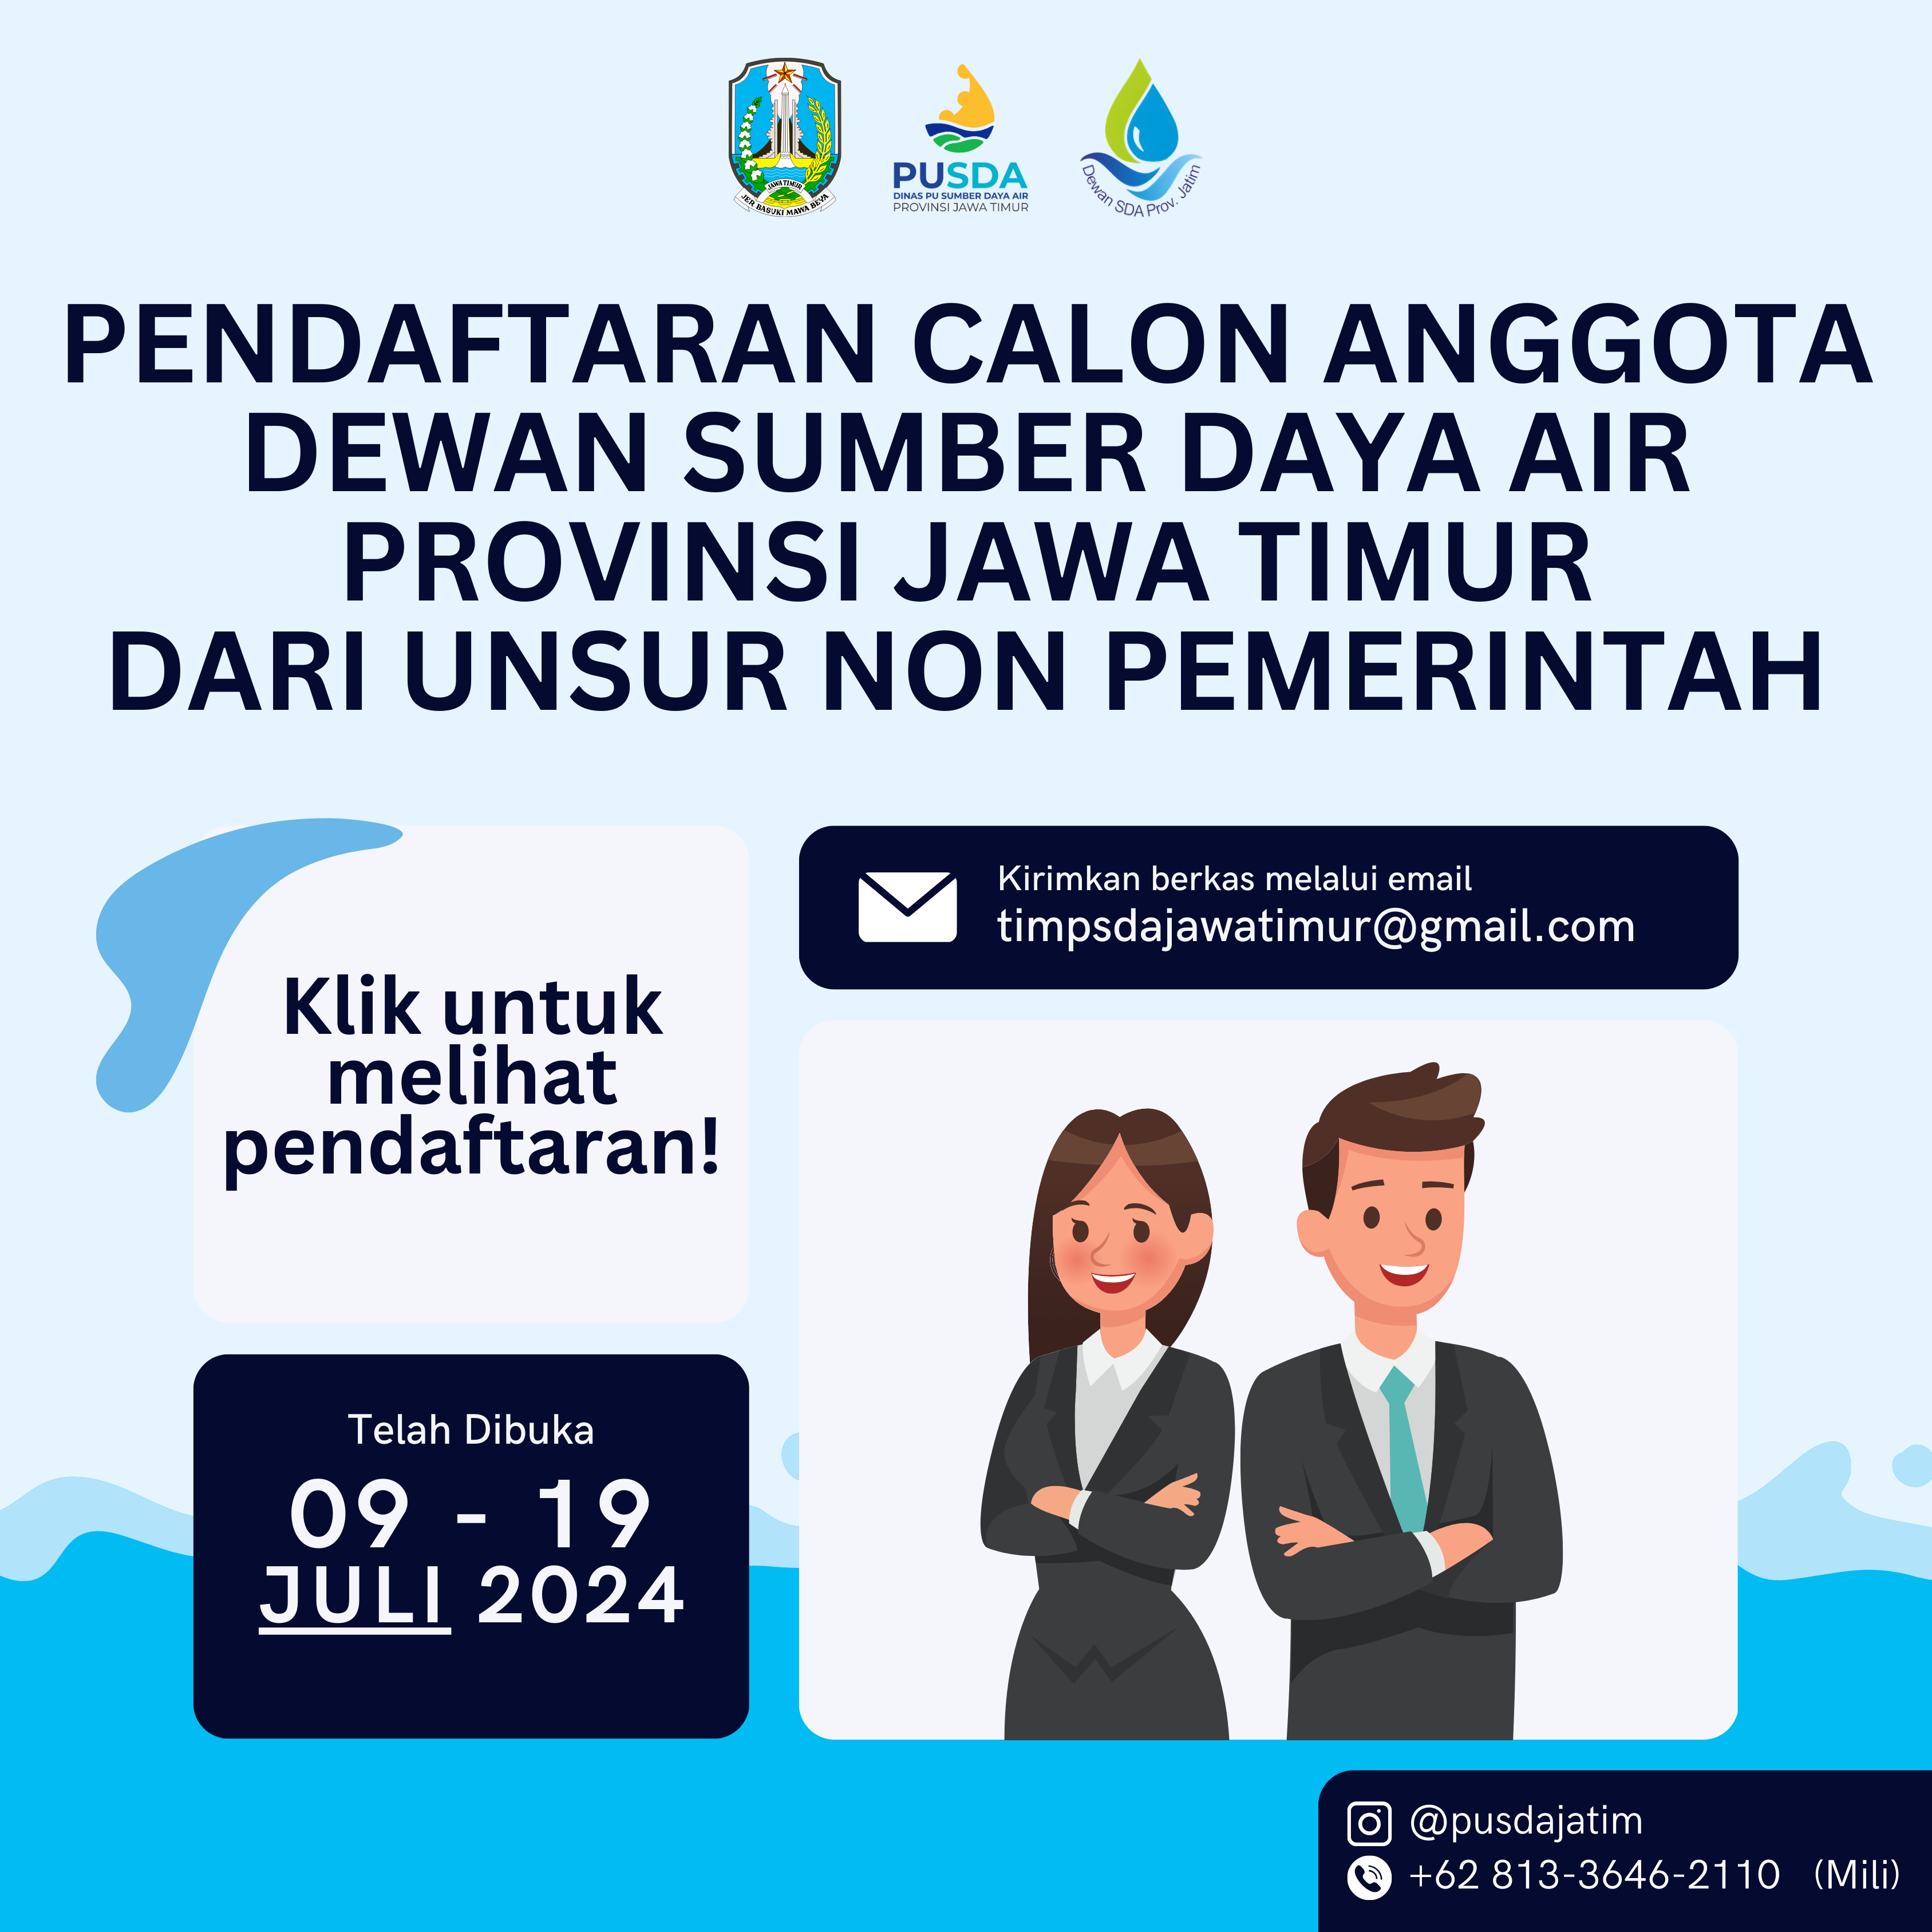 JAWA TIMUR
JER BASUKI MAWA BEYA
PUSDA
DINAS PU SUMBER DAYA AIR
PROVINSI JAWA TIMUR
Dewan SDA Prov. Jatim
PENDAFTARAN CALON ANGGOTA
DEWAN SUMBER DAYA AIR
PROVINSI JAWA TIMUR
DARI UNSUR NON PEMERINTAH
Kirimkan berkas melalui email
timpsdajawatimur@gmail.com
Klik untuk
melihat
pendaftaran!
Telah Dibuka
09 - 19
JULI 2024
@pusdajatim
+62 813-3646-2110 (Mili)